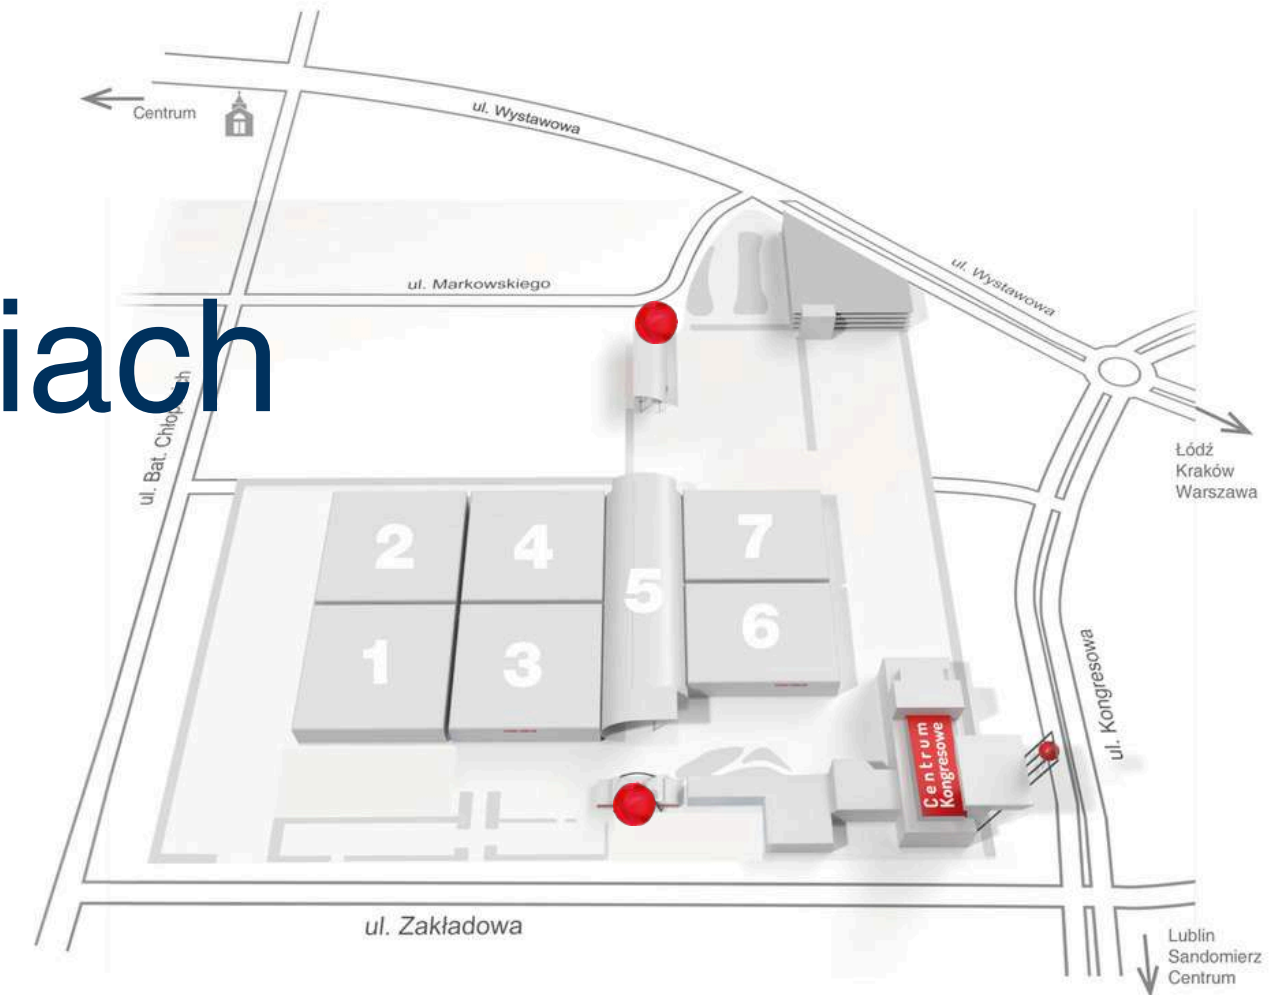 Centrum
ul. Wystawowa
ul. Wystawowa
ul. Markowskiego
iach
ul. Bat.
Łódź
Kraków
Warszawa
2
4
7
5
1
3
6
ul. Kongresowa
Centrum
Kongresowe
ul. Zakładowa
Lublin
Sandomierz
Centrum